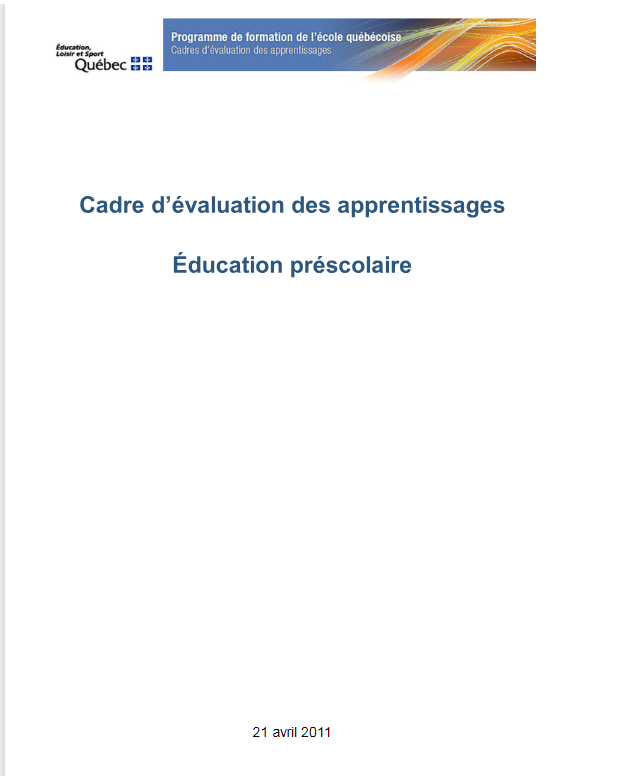 Éducation,
Loisir et Sport
Québec
Programme de formation de l'école québécoise
Cadres d'évaluation des apprentissages
Cadre d'évaluation des apprentissages
Éducation préscolaire
21 avril 2011